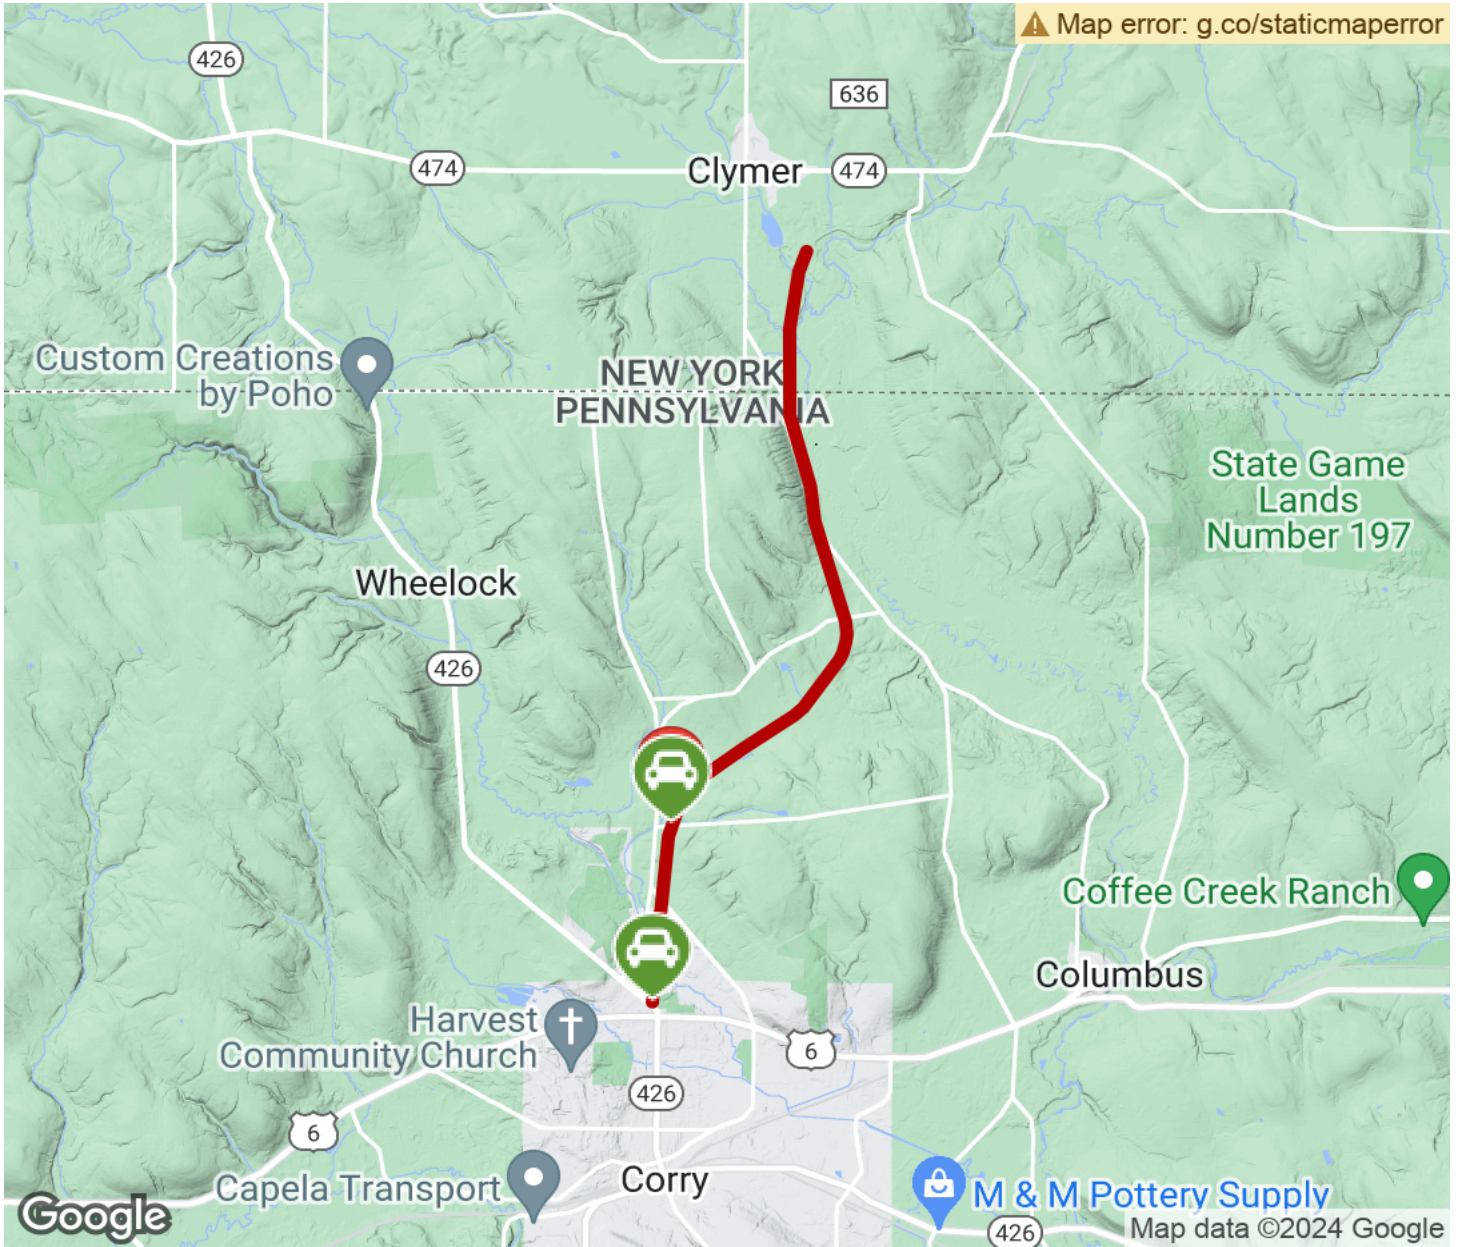 Map error: g.co/staticmaperror
426
636
474
Clymer
474
Custom Creations
by Poho
NEW YORK
PENNSYLVANIA
State Game
Lands
Number 197
Wheelock
426
Coffee Creek Ranch
Columbus
Harvest
Community Church
6
426
6
Corry
Capela Transport
M & M Pottery Supply
426
Google
Map data ©2024 Google